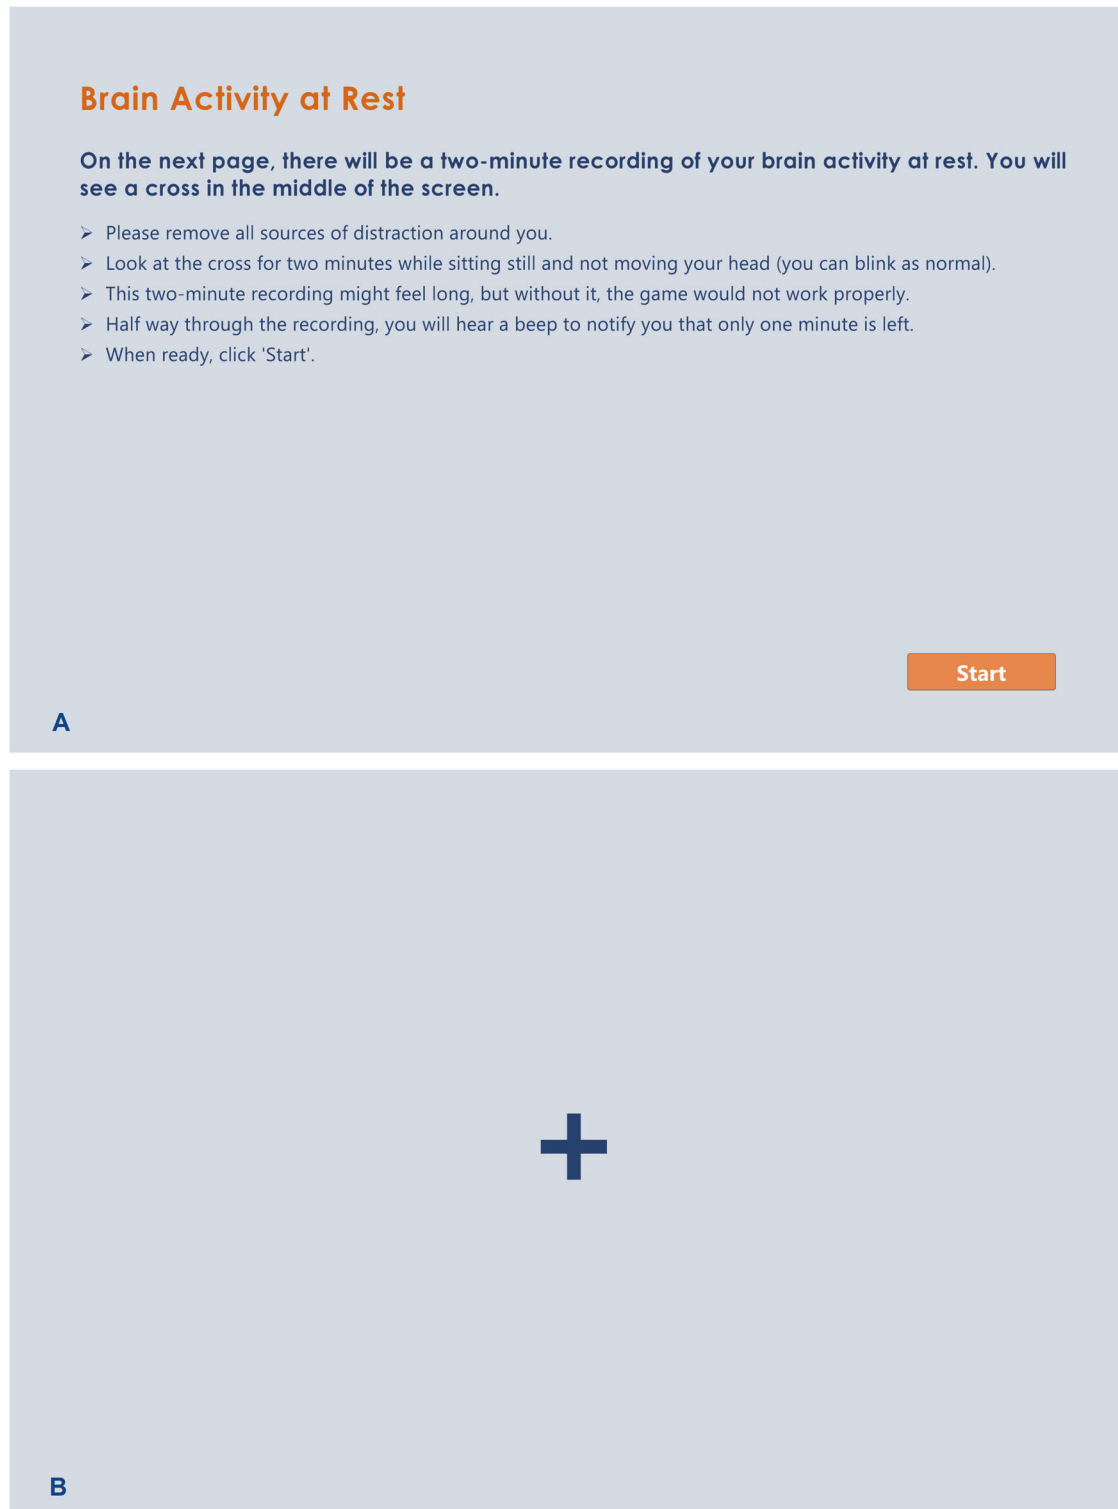 Brain Activity at Rest
On the next page, there will be a two-minute recording of your brain activity at rest. You will
see a cross in the middle of the screen.
➢ Please remove all sources of distraction around you.
➢ Look at the cross for two minutes while sitting still and not moving your head (you can blink as normal).
➢ This two-minute recording might feel long, but without it, the game would not work properly.
➢ Half way through the recording, you will hear a beep to notify you that only one minute is left.
➢ When ready, click 'Start'.
Start
A
B